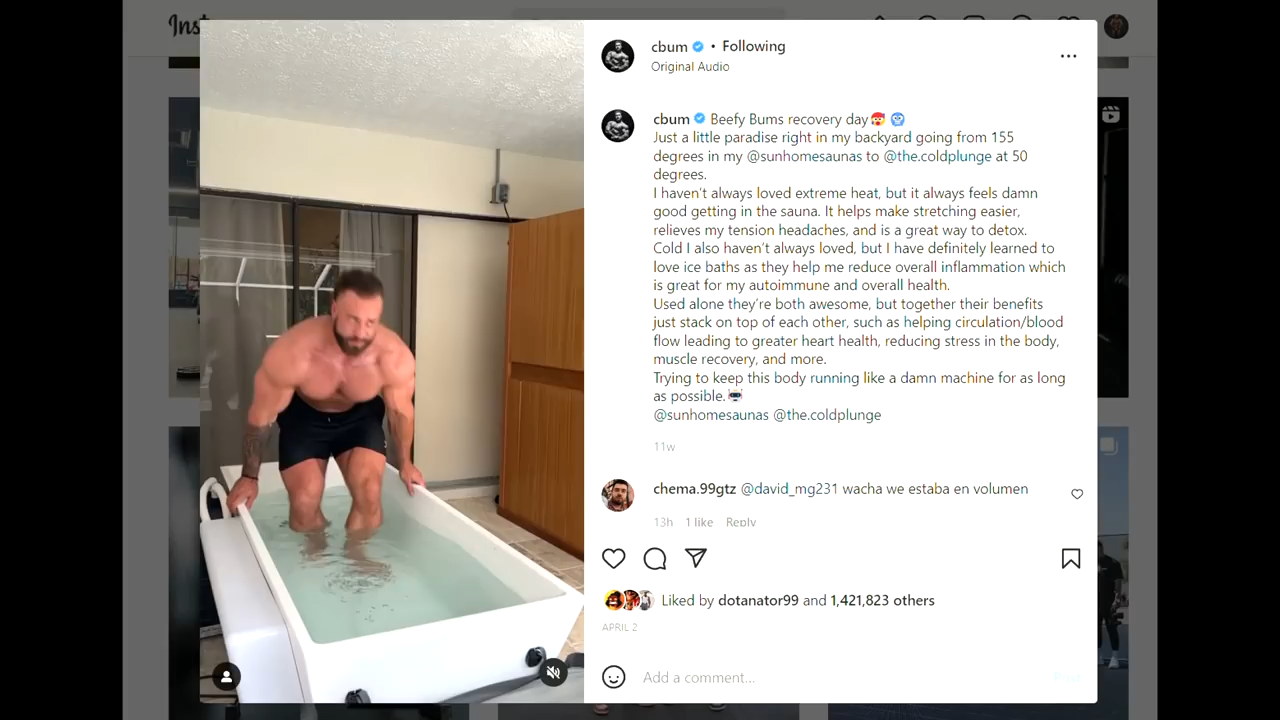 Inst
cbum • Following
Original Audio
cbum Beefy Bums recovery day🥵 🥶
Just a little paradise right in my backyard going from 155
degrees in my @sunhomesaunas to @the.coldplunge at 50
degrees.
I haven't always loved extreme heat, but it always feels damn
good getting in the sauna. It helps make stretching easier,
relieves my tension headaches, and is a great way to detox.
Cold I also haven't always loved, but I have definitely learned to
love ice baths as they help me reduce overall inflammation which
is great for my autoimmune and overall health.
Used alone they're both awesome, but together their benefits
just stack on top of each other, such as helping circulation/blood
flow leading to greater heart health, reducing stress in the body,
muscle recovery, and more.
Trying to keep this body running like a damn machine for as long
as possible.🤖
@sunhomesaunas @the.coldplunge
11w
chema.99gtz @david_mg231 wacha we estaba en volumen
13h 1 like Reply
Liked by dotanator99 and 1,421,823 others
APRIL 2
Add a comment...
Post